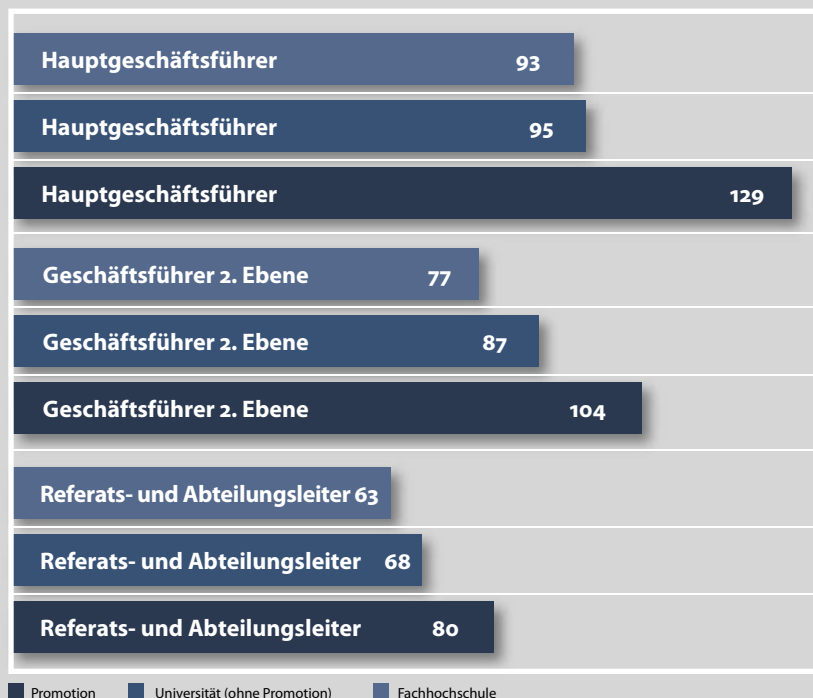 Hauptgeschäftsführer 93
Hauptgeschäftsführer 95
Hauptgeschäftsführer 129
Geschäftsführer 2. Ebene 77
Geschäftsführer 2. Ebene 87
Geschäftsführer 2. Ebene 104
Referats- und Abteilungsleiter 63
Referats- und Abteilungsleiter 68
Referats- und Abteilungsleiter 80
Promotion Universität (ohne Promotion) Fachhochschule